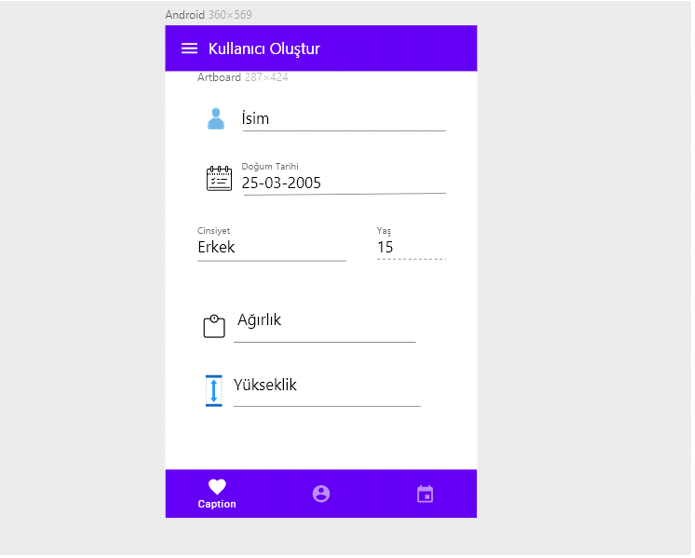 Android 360×569
Kullanıcı Oluştur
Artboard 287×424
İsim
Doğum Tarihi
25-03-2005
Cinsiyet
Yaş
Erkek
15
Ağırlık
Yükseklik
Caption